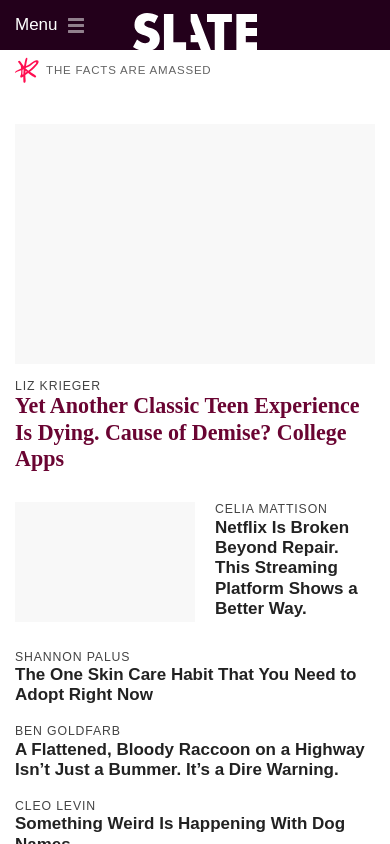 Menu
SLATE
THE FACTS ARE AMASSED
LIZ KRIEGER
Yet Another Classic Teen Experience
Is Dying. Cause of Demise? College
Apps
CELIA MATTISON
Netflix Is Broken
Beyond Repair.
This Streaming
Platform Shows a
Better Way.
SHANNON PALUS
The One Skin Care Habit That You Need to
Adopt Right Now
BEN GOLDFARB
A Flattened, Bloody Raccoon on a Highway
Isn’t Just a Bummer. It’s a Dire Warning.
CLEO LEVIN
Something Weird Is Happening With Dog
Names